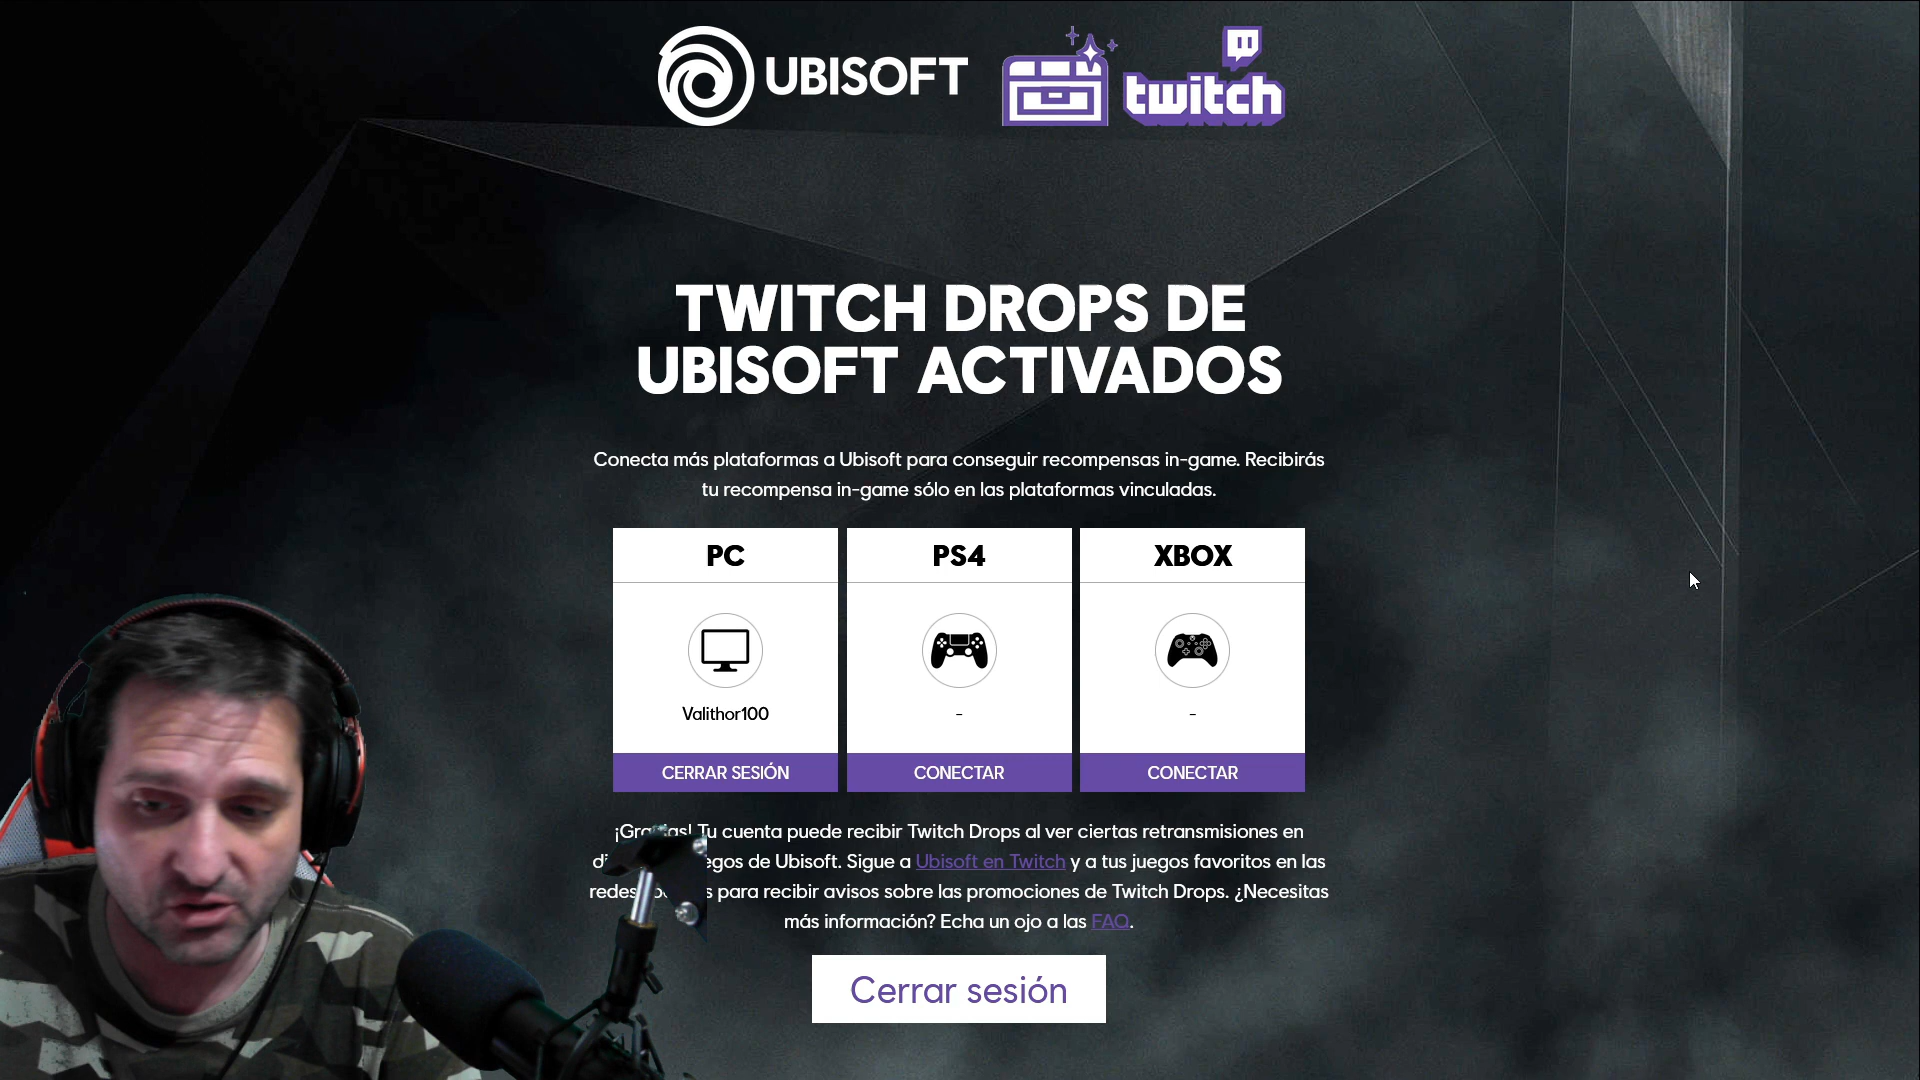 UBISOFT
twitch
TWITCH DROPS DE
UBISOFT ACTIVADOS
Conecta más plataformas a Ubisoft para conseguir recompensas in-game. Recibirás
tu recompensa in-game sólo en las plataformas vinculadas.
PC
PS4
XBOX
Valithor100
-
-
CERRAR SESIÓN
CONECTAR
CONECTAR
Tu cuenta puede recibir Twitch Drops al ver ciertas retransmisiones en
de Ubisoft. Sigue a Ubisoft en Twitch y a tus juegos favoritos en las
redes para recibir avisos sobre las promociones de Twitch Drops. ¿Necesitas
más información? Echa un ojo a las FAQ.
Cerrar sesión